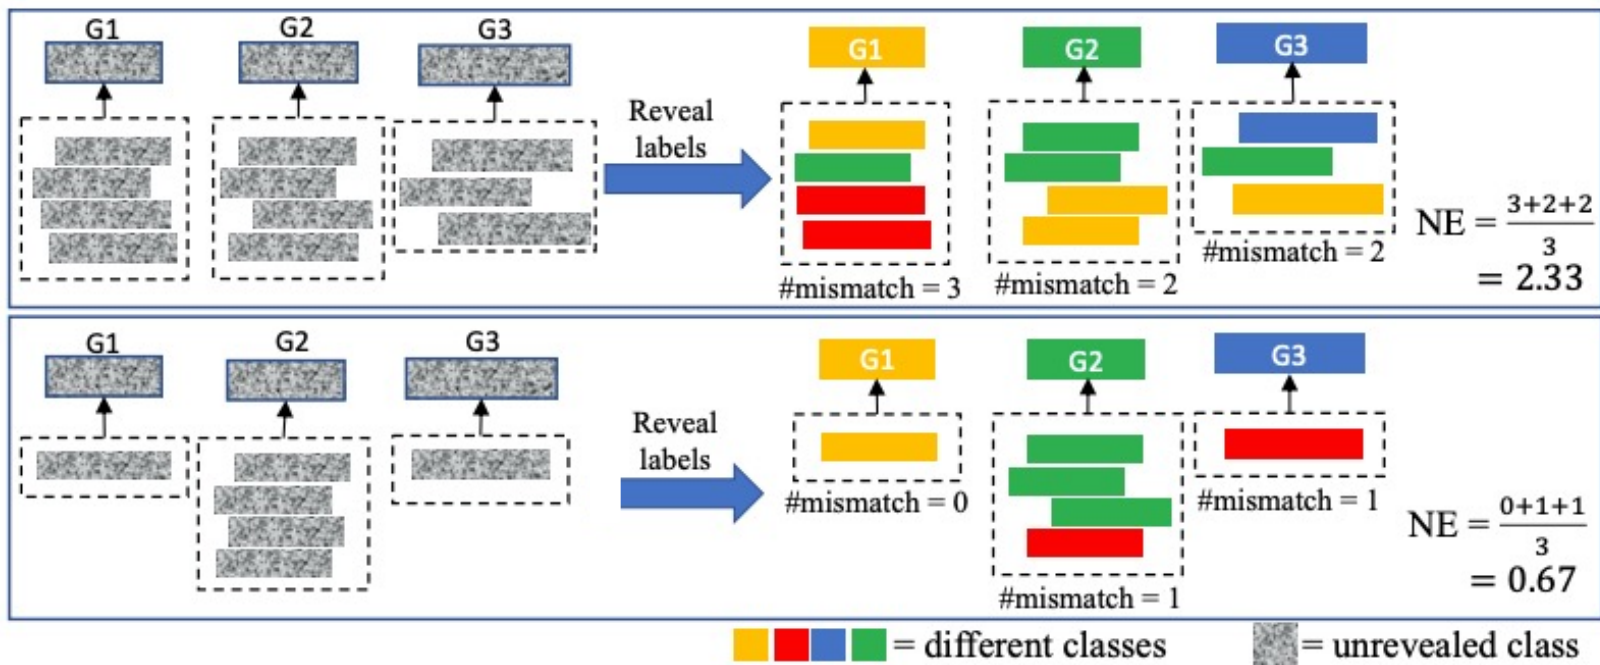 G1 G2 G3
Reveal
labels
G1 G2 G3
#mismatch = 3 #mismatch = 2 #mismatch = 2
NE = 3+2+2
3
= 2.33
G1 G2 G3
Reveal
labels
G1 G2 G3
#mismatch = 0 #mismatch = 1 #mismatch = 1
NE = 0+1+1
3
= 0.67
= different classes = unrevealed class